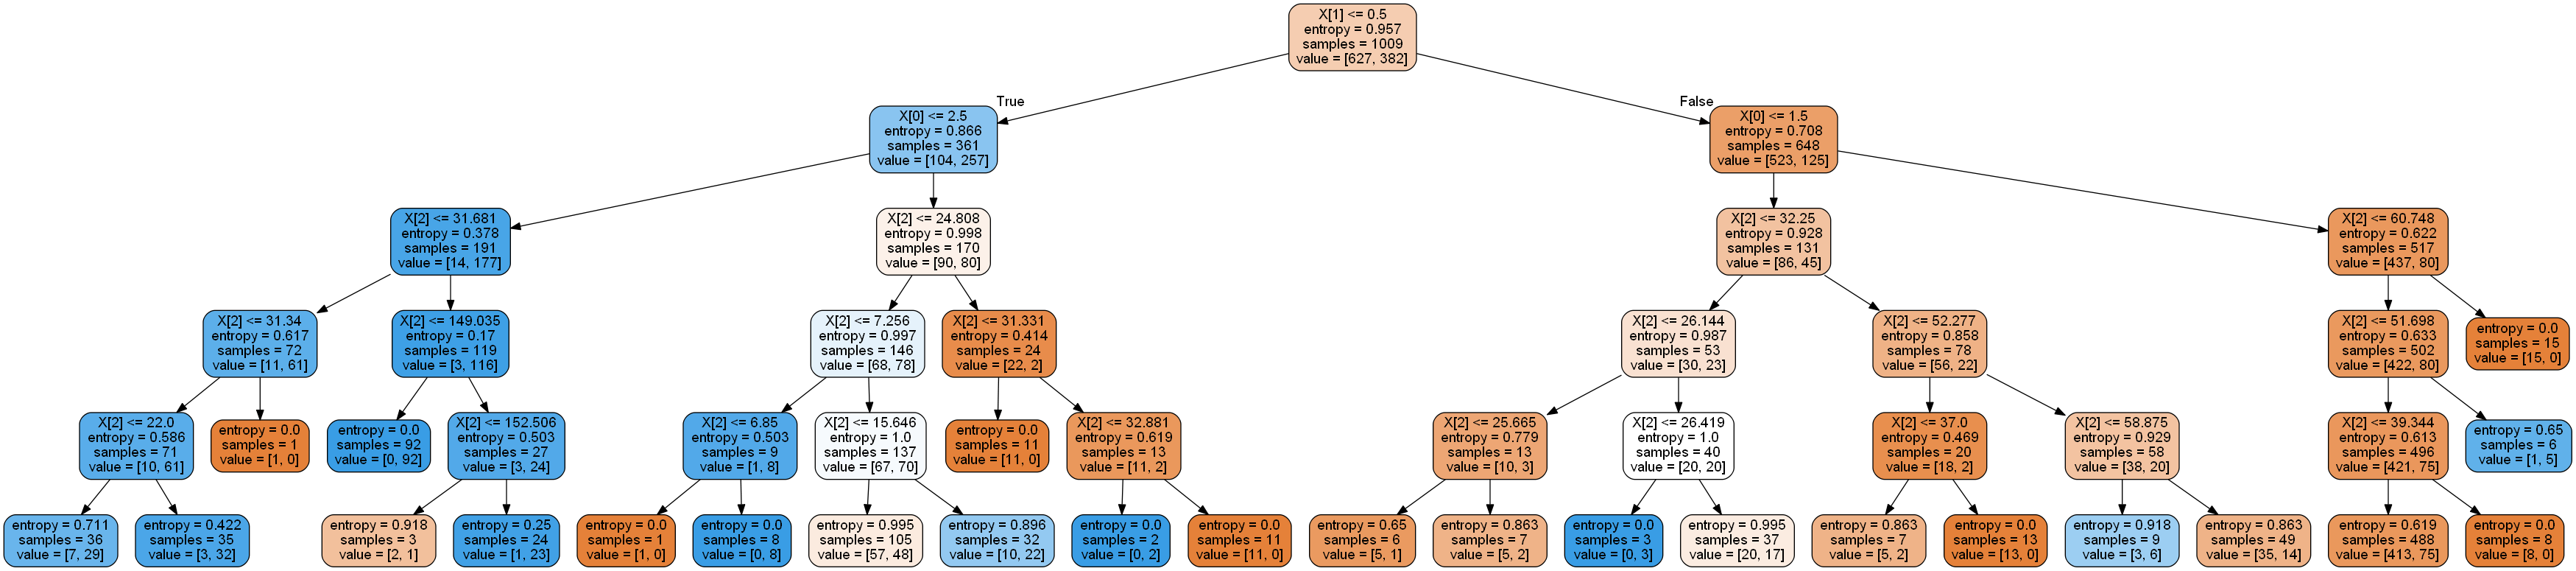 X[1] <= 0.5
entropy = 0.957
samples = 1009
value = [627, 382]
True
False
X[0] <= 2.5
entropy = 0.866
samples = 361
value = [104, 257]
X[0] <= 1.5
entropy = 0.708
samples = 648
value = [523, 125]
X[2] <= 31.681
entropy = 0.378
samples = 191
value = [14, 177]
X[2] <= 24.808
entropy = 0.998
samples = 170
value = [90, 80]
X[2] <= 32.25
entropy = 0.928
samples = 131
value = [86, 45]
X[2] <= 60.748
entropy = 0.622
samples = 517
value = [437, 80]
X[2] <= 31.34
entropy = 0.617
samples = 72
value = [11, 61]
X[2] <= 149.035
entropy = 0.17
samples = 119
value = [3, 116]
X[2] <= 7.256
entropy = 0.997
samples = 146
value = [68, 78]
X[2] <= 31.331
entropy = 0.414
samples = 24
value = [22, 2]
X[2] <= 26.144
entropy = 0.987
samples = 53
value = [30, 23]
X[2] <= 52.277
entropy = 0.858
samples = 78
value = [56, 22]
X[2] <= 51.698
entropy = 0.633
samples = 502
value = [422, 80]
entropy = 0.0
samples = 15
value = [15, 0]
X[2] <= 22.0
entropy = 0.586
samples = 71
value = [10, 61]
entropy = 0.0
samples = 1
value = [1, 0]
entropy = 0.0
samples = 92
value = [0, 92]
X[2] <= 152.506
entropy = 0.503
samples = 27
value = [3, 24]
X[2] <= 6.85
entropy = 0.503
samples = 9
value = [1, 8]
X[2] <= 15.646
entropy = 1.0
samples = 137
value = [67, 70]
entropy = 0.0
samples = 11
value = [11, 0]
X[2] <= 32.881
entropy = 0.619
samples = 13
value = [11, 2]
X[2] <= 25.665
entropy = 0.779
samples = 13
value = [10, 3]
X[2] <= 26.419
entropy = 1.0
samples = 40
value = [20, 20]
X[2] <= 37.0
entropy = 0.469
samples = 20
value = [18, 2]
X[2] <= 58.875
entropy = 0.929
samples = 58
value = [38, 20]
X[2] <= 39.344
entropy = 0.613
samples = 496
value = [421, 75]
entropy = 0.65
samples = 6
value = [1, 5]
entropy = 0.711
samples = 36
value = [7, 29]
entropy = 0.422
samples = 35
value = [3, 32]
entropy = 0.918
samples = 3
value = [2, 1]
entropy = 0.25
samples = 24
value = [1, 23]
entropy = 0.0
samples = 1
value = [1, 0]
entropy = 0.0
samples = 8
value = [0, 8]
entropy = 0.995
samples = 105
value = [57, 48]
entropy = 0.896
samples = 32
value = [10, 22]
entropy = 0.0
samples = 2
value = [0, 2]
entropy = 0.0
samples = 11
value = [11, 0]
entropy = 0.65
samples = 6
value = [5, 1]
entropy = 0.863
samples = 7
value = [5, 2]
entropy = 0.0
samples = 3
value = [0, 3]
entropy = 0.995
samples = 37
value = [20, 17]
entropy = 0.863
samples = 7
value = [5, 2]
entropy = 0.0
samples = 13
value = [13, 0]
entropy = 0.918
samples = 9
value = [3, 6]
entropy = 0.863
samples = 49
value = [35, 14]
entropy = 0.619
samples = 488
value = [413, 75]
entropy = 0.0
samples = 8
value = [8, 0]